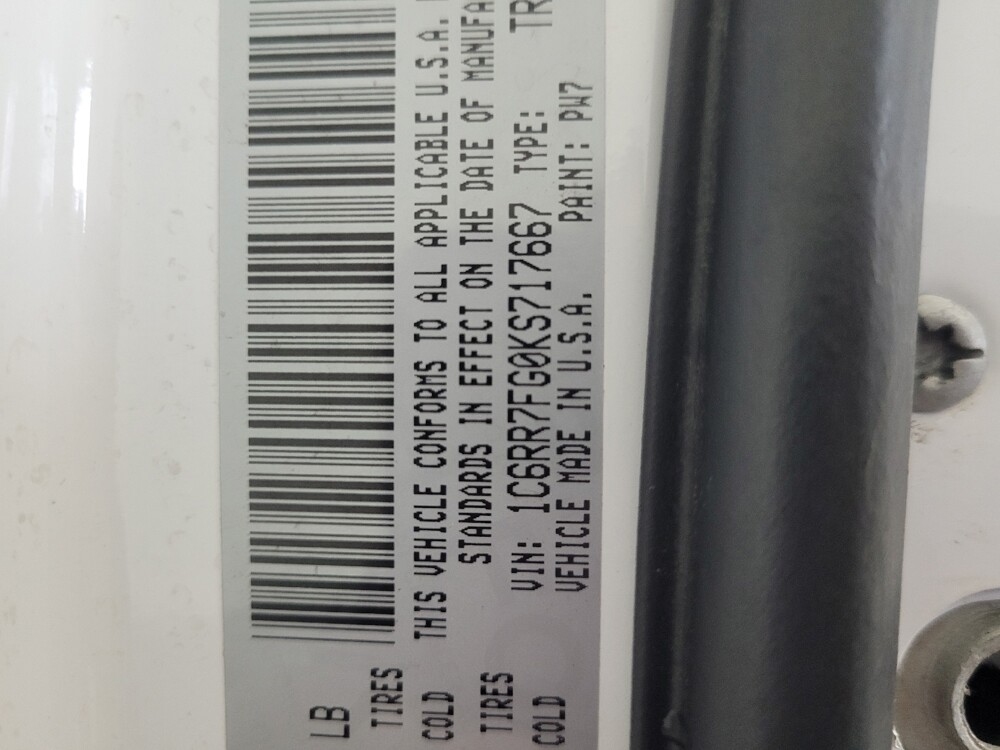 LB
TIRES
COLD
TIRES
COLD
THIS VEHICLE CONFORMS TO ALL APPLICABLE U.S.A.
STANDARDS IN EFFECT ON THE DATE OF MANUFA
VIN: 1C6RR7FG0KS717667 TYPE: TR
VEHICLE MADE IN U.S.A. PAINT: PW7